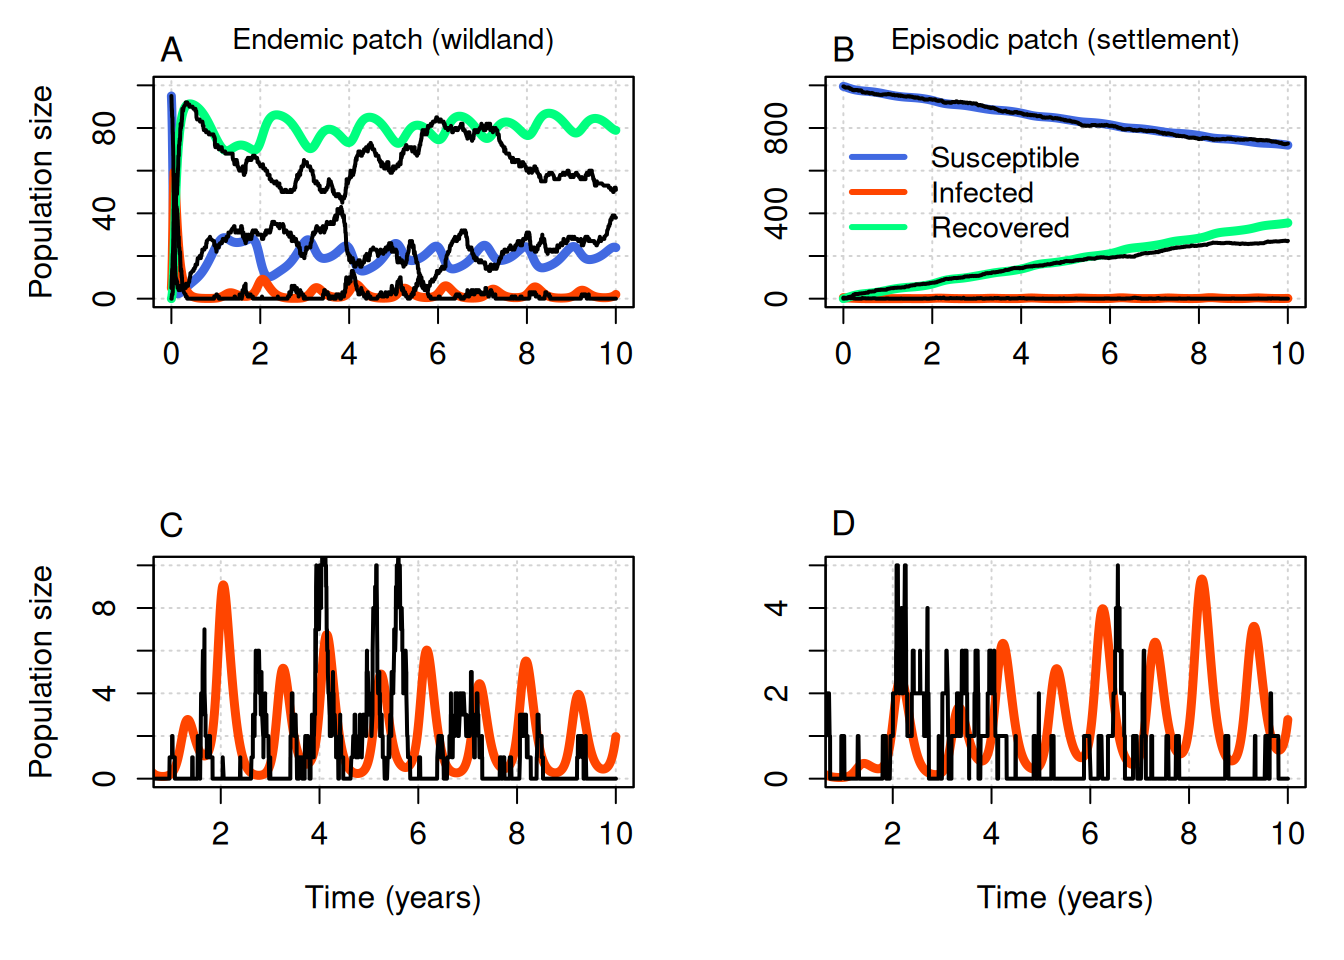 A Endemic patch (wildland)
B Episodic patch (settlement)
Population size
0 40 80
0 2 4 6 8 10
0 400 800
Susceptible
Infected
Recovered
0 2 4 6 8 10
C
D
Population size
0 4 8
2 4 6 8 10
Time (years)
0 2 4
2 4 6 8 10
Time (years)